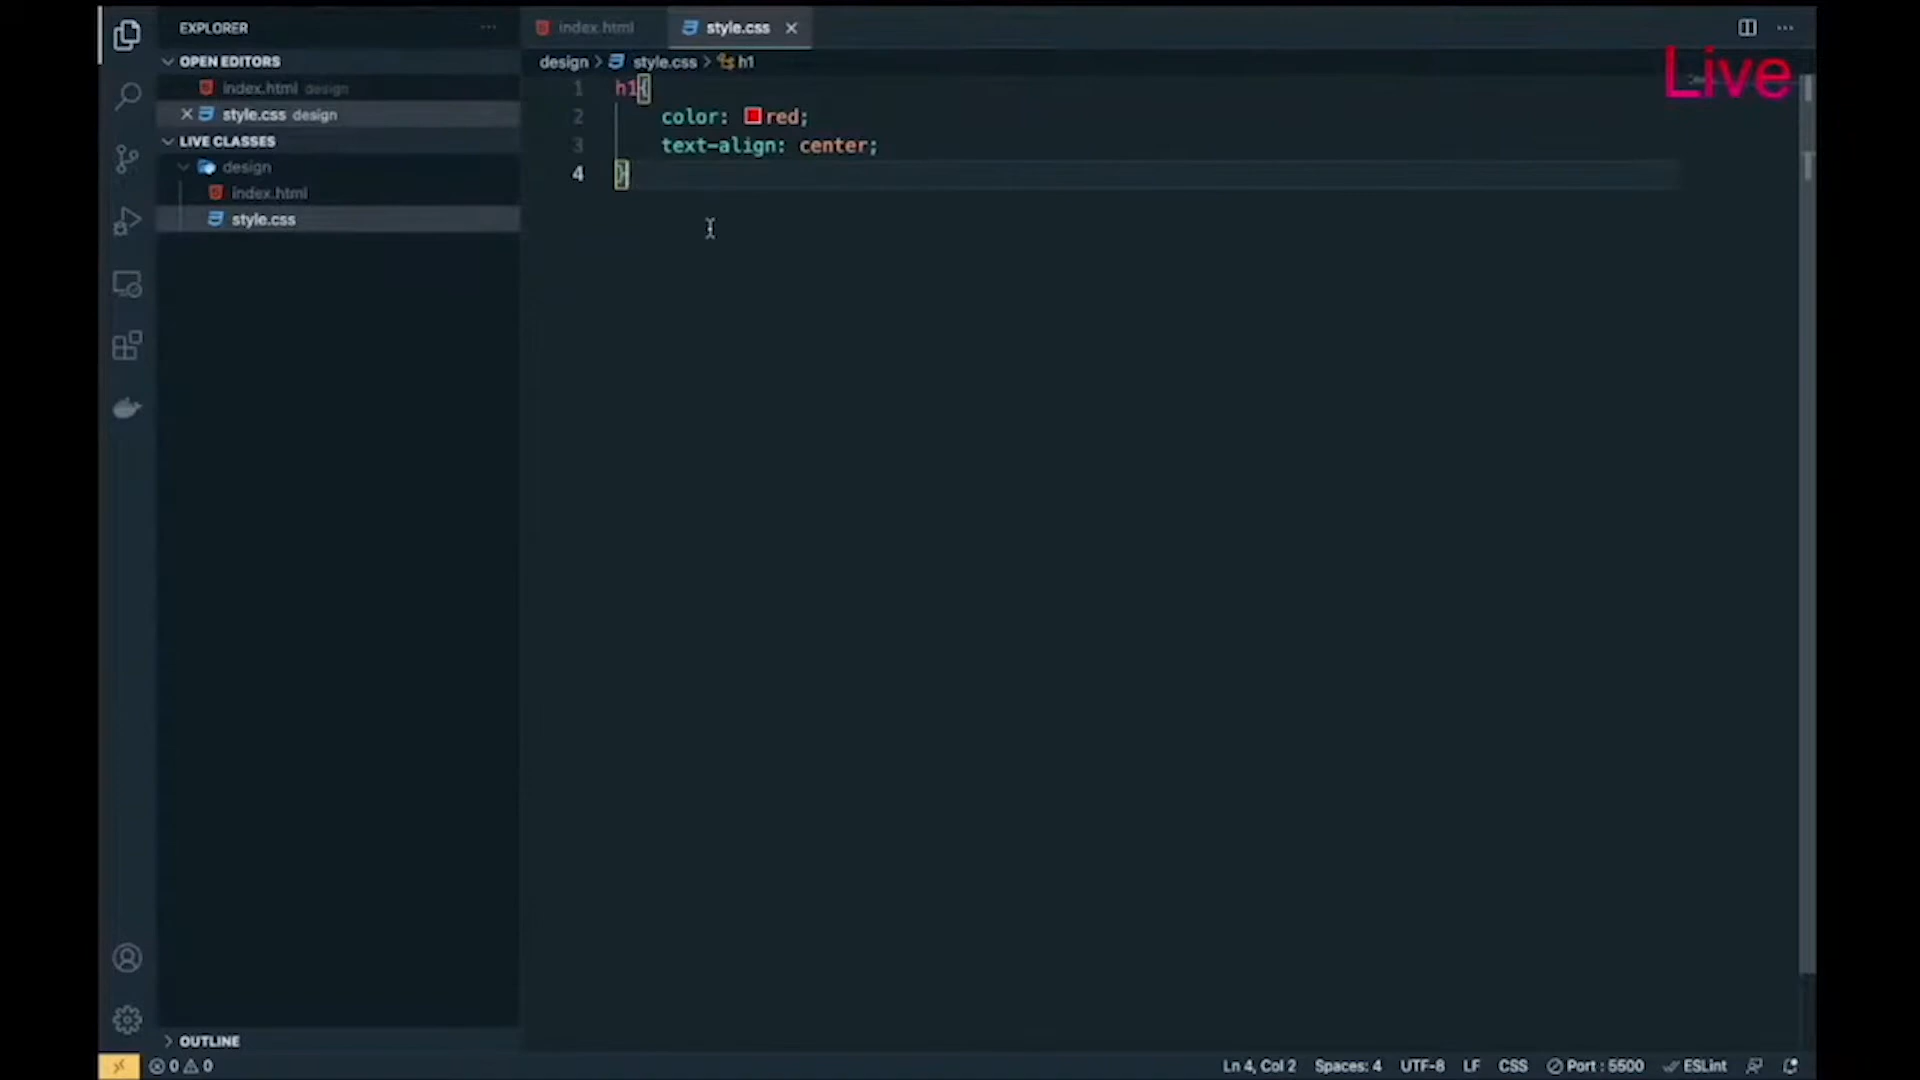 EXPLORER
index.html
style.css
OPEN EDITORS
design > style.css > h1
Live
index.html design
style.css design
LIVE CLASSES
design
index.html
style.css
1 h1{
2 color: red;
3 text-align: center;
4 }
OUTLINE
0 0
Ln 4, Col 2 Spaces: 4 UTF-8 LF CSS Port : 5500 ESLint